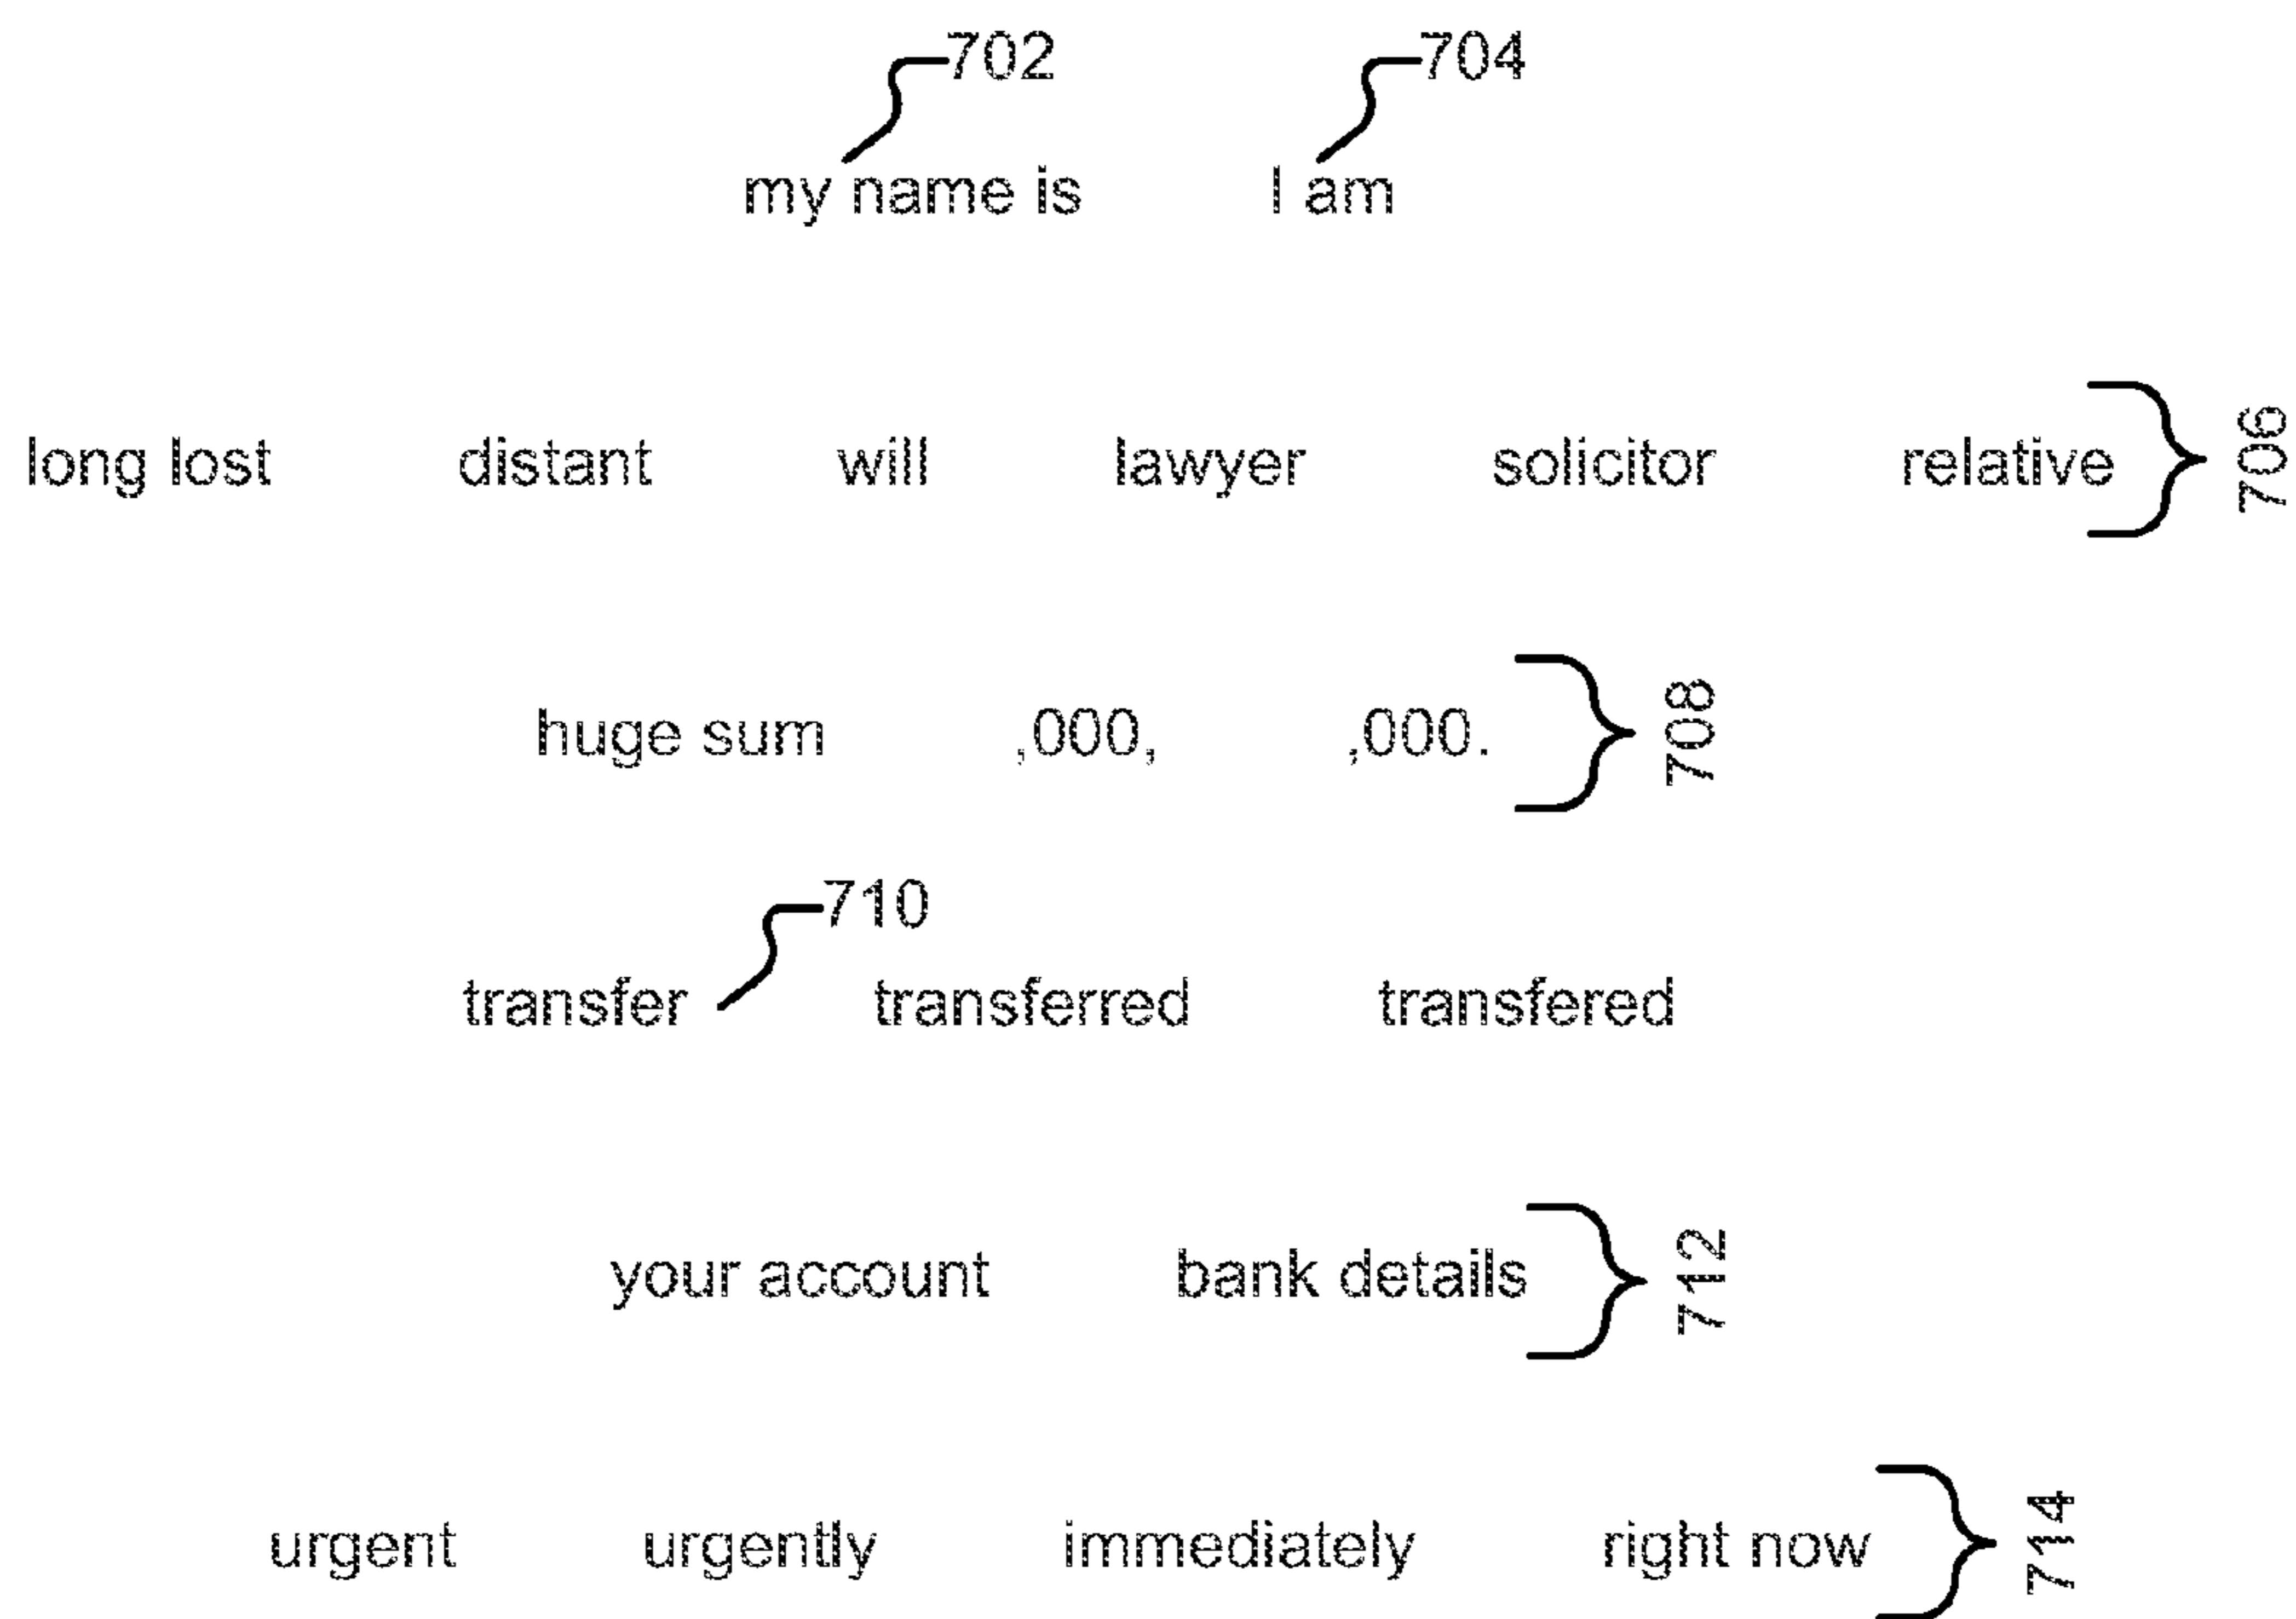 702 704
my name is I am
long lost distant will lawyer solicitor relative 706
huge sum ,000, ,000. 708
710
transfer transferred transfered
your account bank details 712
urgent urgently immediately right now 714